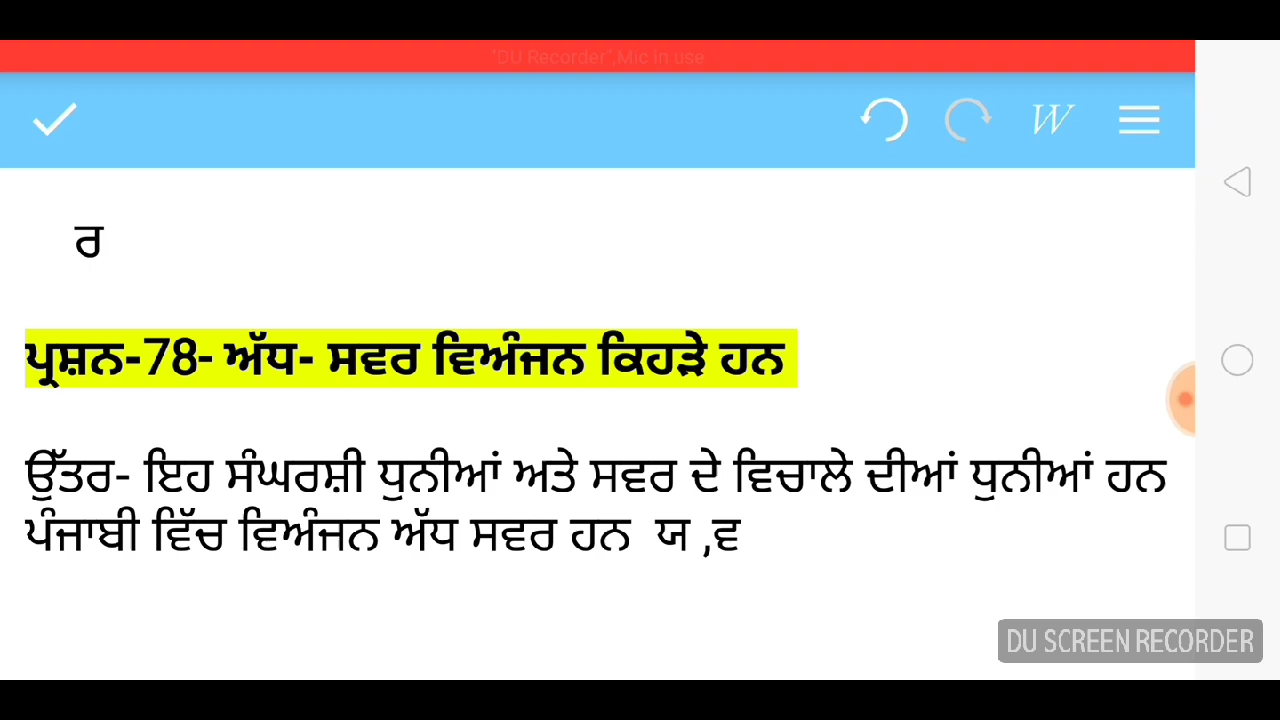 "DU Recorder",Mic in use
W
ਰ
ਪ੍ਰਸ਼ਨ-78- ਅੱਧ- ਸਵਰ ਵਿਅੰਜਨ ਕਿਹੜੇ ਹਨ
ਉੱਤਰ- ਇਹ ਸੰਘਰਸ਼ੀ ਧੁਨੀਆਂ ਅਤੇ ਸਵਰ ਦੇ ਵਿਚਾਲੇ ਦੀਆਂ ਧੁਨੀਆਂ ਹਨ
ਪੰਜਾਬੀ ਵਿੱਚ ਵਿਅੰਜਨ ਅੱਧ ਸਵਰ ਹਨ ਯ ,ਵ
DU SCREEN RECORDER